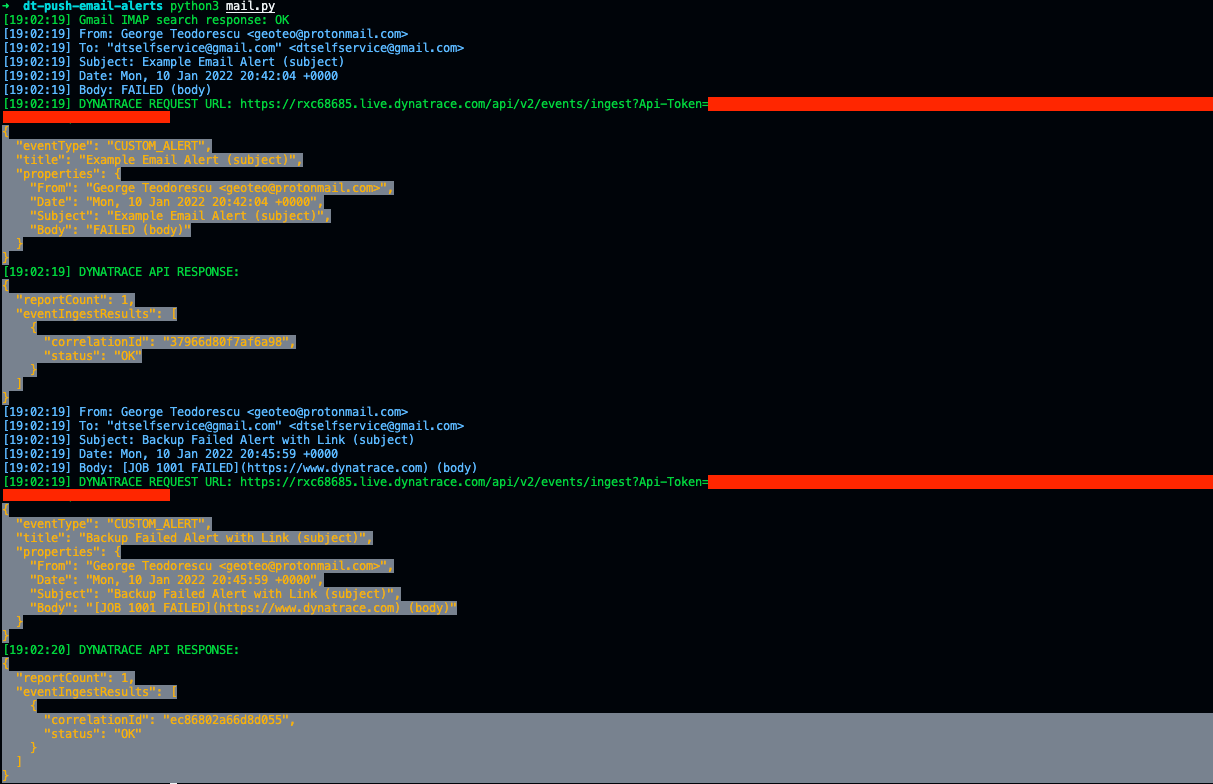 ➜  dt-push-email-alerts python3 mail.py
[19:02:19] Gmail IMAP search response: OK
[19:02:19] From: George Teodorescu <geoteo@protonmail.com>
[19:02:19] To: "dtselfservice@gmail.com" <dtselfservice@gmail.com>
[19:02:19] Subject: Example Email Alert (subject)
[19:02:19] Date: Mon, 10 Jan 2022 20:42:04 +0000
[19:02:19] Body: FAILED (body)
[19:02:19] DYNATRACE REQUEST URL: https://rxc68685.live.dynatrace.com/api/v2/events/ingest?Api-Token=
{
  "eventType": "CUSTOM_ALERT",
  "title": "Example Email Alert (subject)",
  "properties": {
    "From": "George Teodorescu <geoteo@protonmail.com>",
    "Date": "Mon, 10 Jan 2022 20:42:04 +0000",
    "Subject": "Example Email Alert (subject)",
    "Body": "FAILED (body)"
  }
}
[19:02:19] DYNATRACE API RESPONSE:
{
  "reportCount": 1,
  "eventIngestResults": [
    {
      "correlationId": "37966d80f7af6a98",
      "status": "OK"
    }
  ]
}
[19:02:19] From: George Teodorescu <geoteo@protonmail.com>
[19:02:19] To: "dtselfservice@gmail.com" <dtselfservice@gmail.com>
[19:02:19] Subject: Backup Failed Alert with Link (subject)
[19:02:19] Date: Mon, 10 Jan 2022 20:45:59 +0000
[19:02:19] Body: [JOB 1001 FAILED](https://www.dynatrace.com) (body)
[19:02:19] DYNATRACE REQUEST URL: https://rxc68685.live.dynatrace.com/api/v2/events/ingest?Api-Token=
{
  "eventType": "CUSTOM_ALERT",
  "title": "Backup Failed Alert with Link (subject)",
  "properties": {
    "From": "George Teodorescu <geoteo@protonmail.com>",
    "Date": "Mon, 10 Jan 2022 20:45:59 +0000",
    "Subject": "Backup Failed Alert with Link (subject)",
    "Body": "[JOB 1001 FAILED](https://www.dynatrace.com) (body)"
  }
}
[19:02:20] DYNATRACE API RESPONSE:
{
  "reportCount": 1,
  "eventIngestResults": [
    {
      "correlationId": "ec86802a66d8d055",
      "status": "OK"
    }
  ]
}